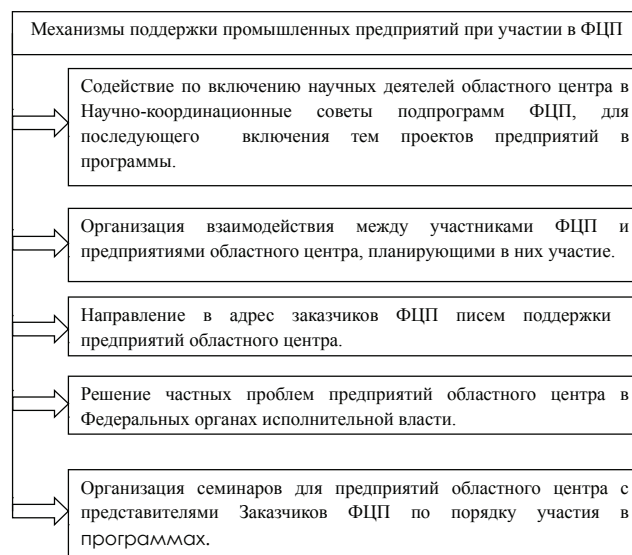 Механизмы поддержки промышленных предприятий при участии в ФЦП
Содействие по включению научных деятелей областного центра в
Научно-координационные советы подпрограмм ФЦП, для
последующего включения тем проектов предприятий в
программы.
Организация взаимодействия между участниками ФЦП и
предприятиями областного центра, планирующими в них участие.
Направление в адрес заказчиков ФЦП писем поддержки
предприятий областного центра.
Решение частных проблем предприятий областного центра в
Федеральных органах исполнительной власти.
Организация семинаров для предприятий областного центра с
представителями Заказчиков ФЦП по порядку участия в
программах.